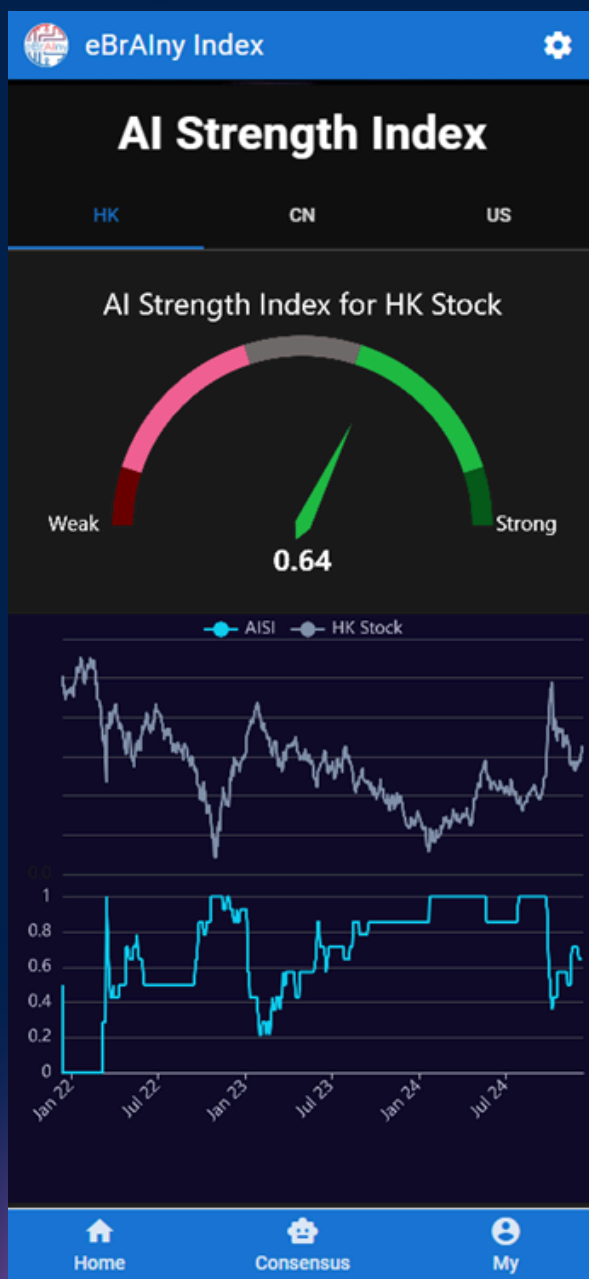 eBrAIny
eBrAIny Index
AI Strength Index
HK CN US
AI Strength Index for HK Stock
Weak
Strong
0.64
AISI HK Stock
0.0
1
0.8
0.6
0.4
0.2
0
Jan 22 Jul 22 Jan 23 Jul 23 Jan 24 Jul 24
Home Consensus My